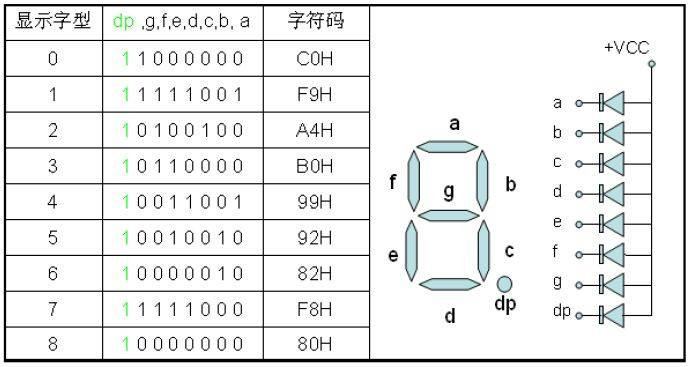 显示字型 dp ,g,f,e,d,c,b, a 字符码
0 1 1 0 0 0 0 0 0 C0H
1 1 1 1 1 1 0 0 1 F9H
2 1 0 1 0 0 1 0 0 A4H
3 1 0 1 1 0 0 0 0 B0H
4 1 0 0 1 1 0 0 1 99H
5 1 0 0 1 0 0 1 0 92H
6 1 0 0 0 0 0 1 0 82H
7 1 1 1 1 1 0 0 0 F8H
8 1 0 0 0 0 0 0 0 80H
a
f
g
b
e
c
d
dp
+VCC
a
b
c
d
e
f
g
dp